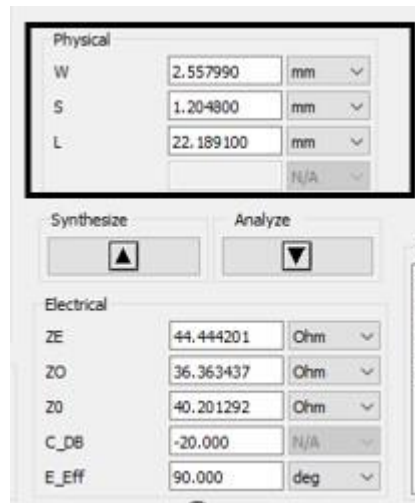 Physical
W 2.557990 mm
S 1.204800 mm
L 22.189100 mm
N/A
Synthesize Analyze
Electrical
ZE 44.444201 Ohm
ZO 36.363437 Ohm
Z0 40.201292 Ohm
C_DB -20.000 N/A
E_Eff 90.000 deg